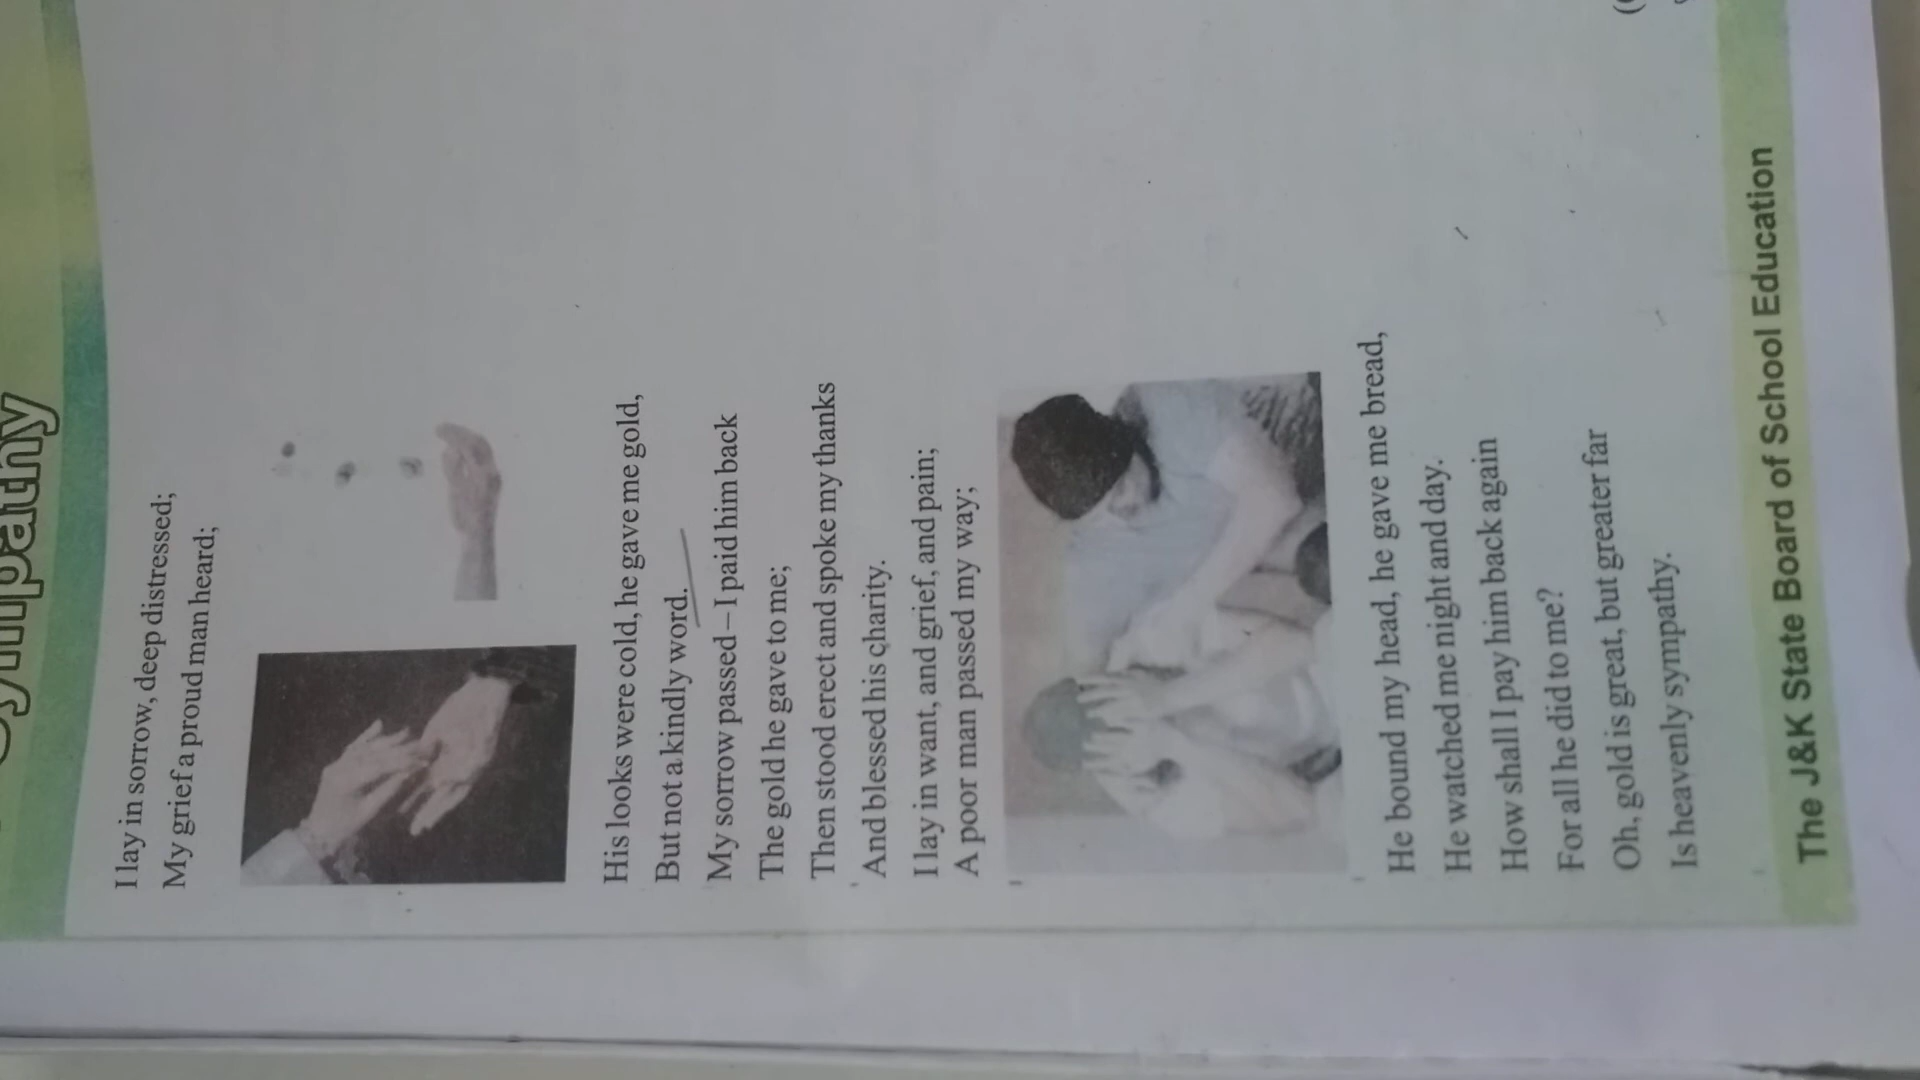 Sympathy
I lay in sorrow, deep distressed;
My grief a proud man heard;
His looks were cold, he gave me gold,
But not a kindly word.
My sorrow passed – I paid him back
The gold he gave to me;
Then stood erect and spoke my thanks
And blessed his charity.
I lay in want, and grief, and pain;
A poor man passed my way;
He bound my head, he gave me bread,
He watched me night and day.
How shall I pay him back again
For all he did to me?
Oh, gold is great, but greater far
Is heavenly sympathy.
The J&K State Board of School Education